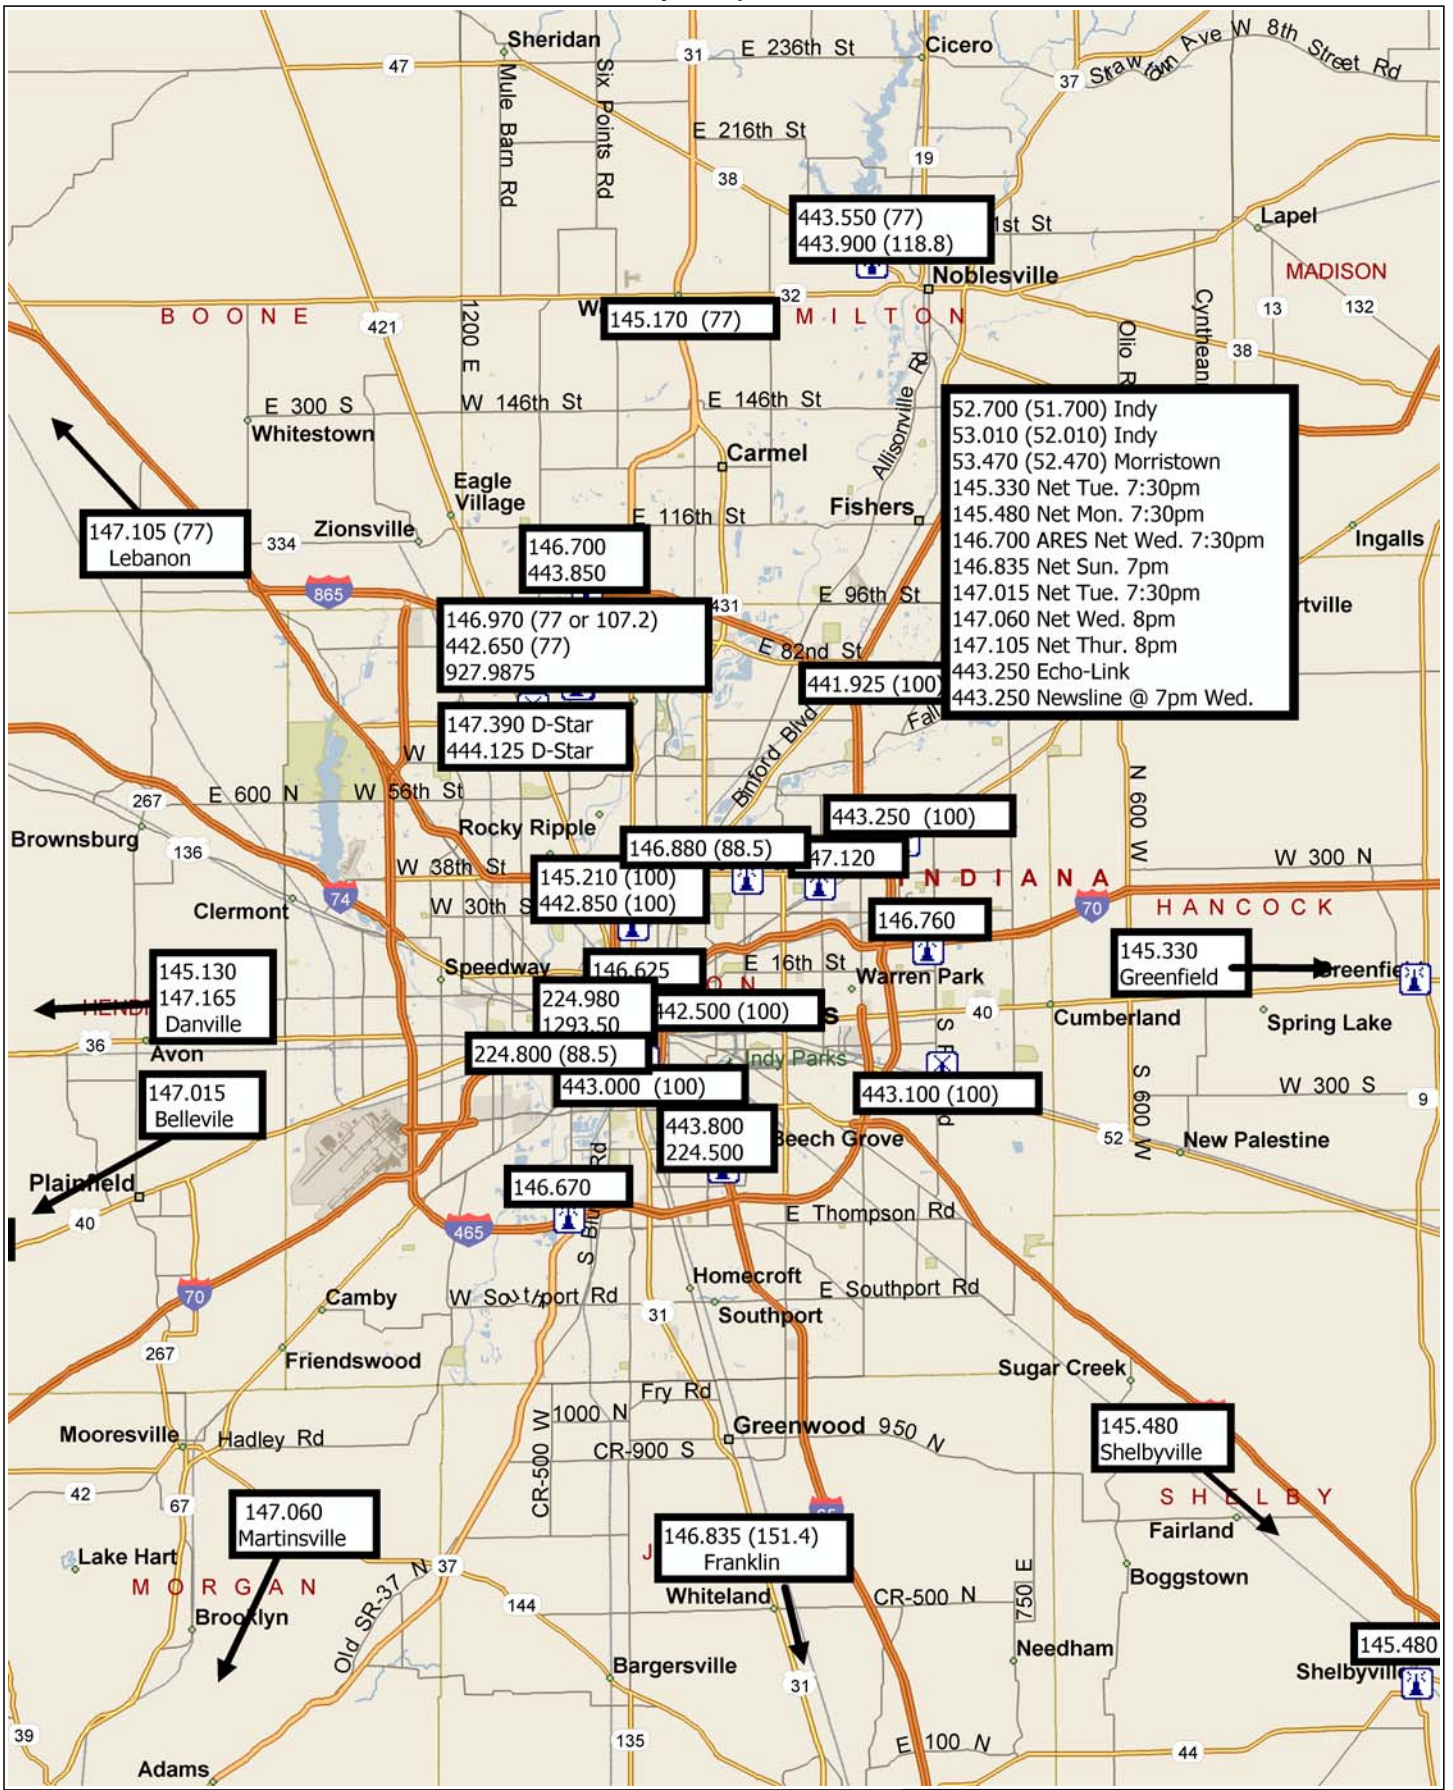 Sheridan
E 236th St
Cicero
Strawtown Ave W 8th Street Rd
47
31
37
Mule Barn Rd
Six Points Rd
E 216th St
19
38
443.550 (77)
443.900 (118.8)
1st St
Lapel
MADISON
Noblesville
32
13
132
BOONE
421
1200 E
145.170 (77)
MILTON
Olio R
Cynthean
38
Allisonville Rd
E 300 S
W 146th St
E 146th St
Whitestown
Carmel
52.700 (51.700) Indy
53.010 (52.010) Indy
53.470 (52.470) Morristown
145.330 Net Tue. 7:30pm
145.480 Net Mon. 7:30pm
146.700 ARES Net Wed. 7:30pm
146.835 Net Sun. 7pm
147.015 Net Tue. 7:30pm
147.060 Net Wed. 8pm
147.105 Net Thur. 8pm
443.250 Echo-Link
443.250 Newsline @ 7pm Wed.
Eagle
Village
147.105 (77)
Lebanon
334
Zionsville
E 116th St
Fishers
Ingalls
146.700
443.850
865
431
E 96th St
rtville
146.970 (77 or 107.2)
442.650 (77)
927.9875
E 82nd St
441.925 (100)
Fall
147.390 D-Star
444.125 D-Star
W
Binford Blvd
N 600 W
267
E 600 N
W 56th St
Brownsburg
136
Rocky Ripple
443.250 (100)
146.880 (88.5)
47.120
W 300 N
W 38th St
145.210 (100)
442.850 (100)
INDIANA
74
Clermont
W 30th S
70
HANCOCK
146.760
145.330
Greenfield
Greenfie
145.130
147.165
Danville
HEND
Speedway
146.625
E 16th St
Warren Park
O N
224.980
1293.50
442.500 (100)
s
40
Cumberland
Spring Lake
36
Avon
224.800 (88.5)
Indy Parks
S
443.000 (100)
443.100 (100)
W 300 S
9
147.015
Bellevile
443.800
224.500
Beech Grove
52
S 600 W
New Palestine
Plainfield
40
146.670
465
E Thompson Rd
70
Camby
W Southport Rd
Homecroft
E Southport Rd
Southport
31
267
Friendswood
Sugar Creek
Fry Rd
1000 N
Mooresville
Hadley Rd
CR-500 W
Greenwood
950 N
CR-900 S
145.480
Shelbyville
42
67
SHELBY
147.060
Martinsville
146.835 (151.4)
Franklin
Fairland
Lake Hart
MORGAN
37
J
Boggstown
Whiteland
CR-500 N
750 E
144
Brooklyn
Old SR-37 N
145.480
Needham
Bargersville
31
Shelbyville
39
135
E 100 N
44
Adams